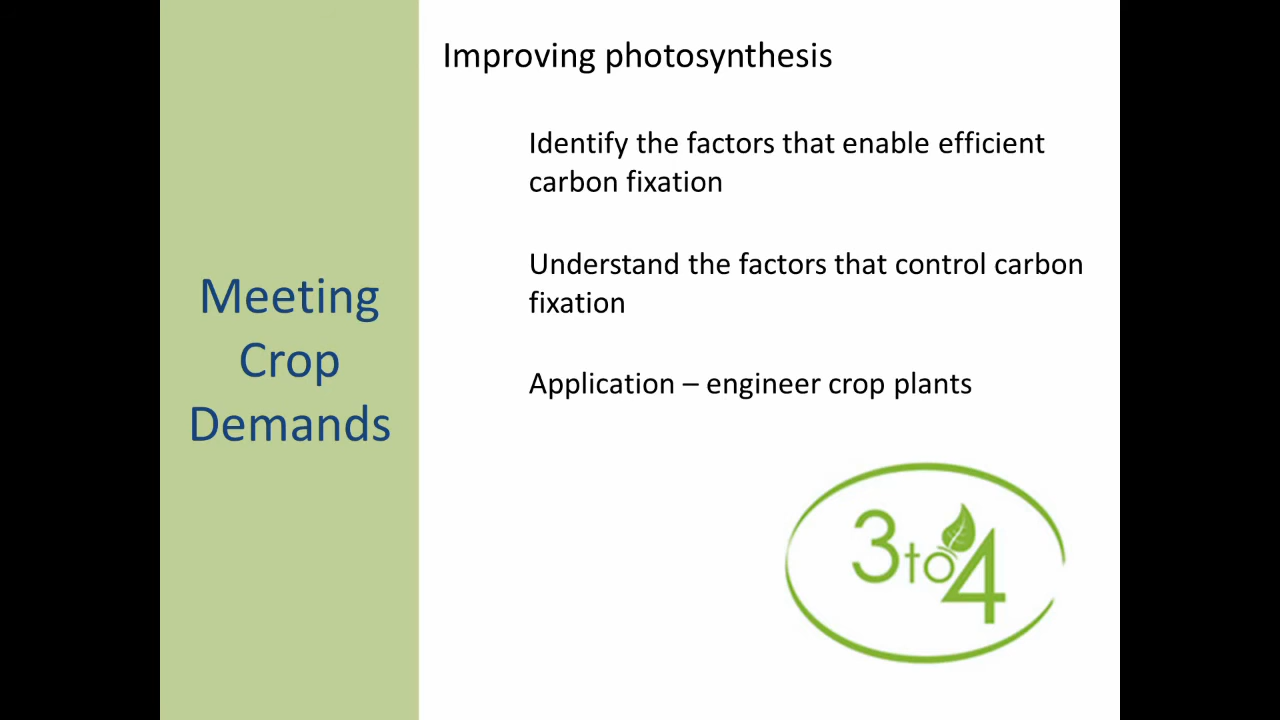 Improving photosynthesis
Identify the factors that enable efficient
carbon fixation
Understand the factors that control carbon
fixation
Application – engineer crop plants
Meeting
Crop
Demands
3to4